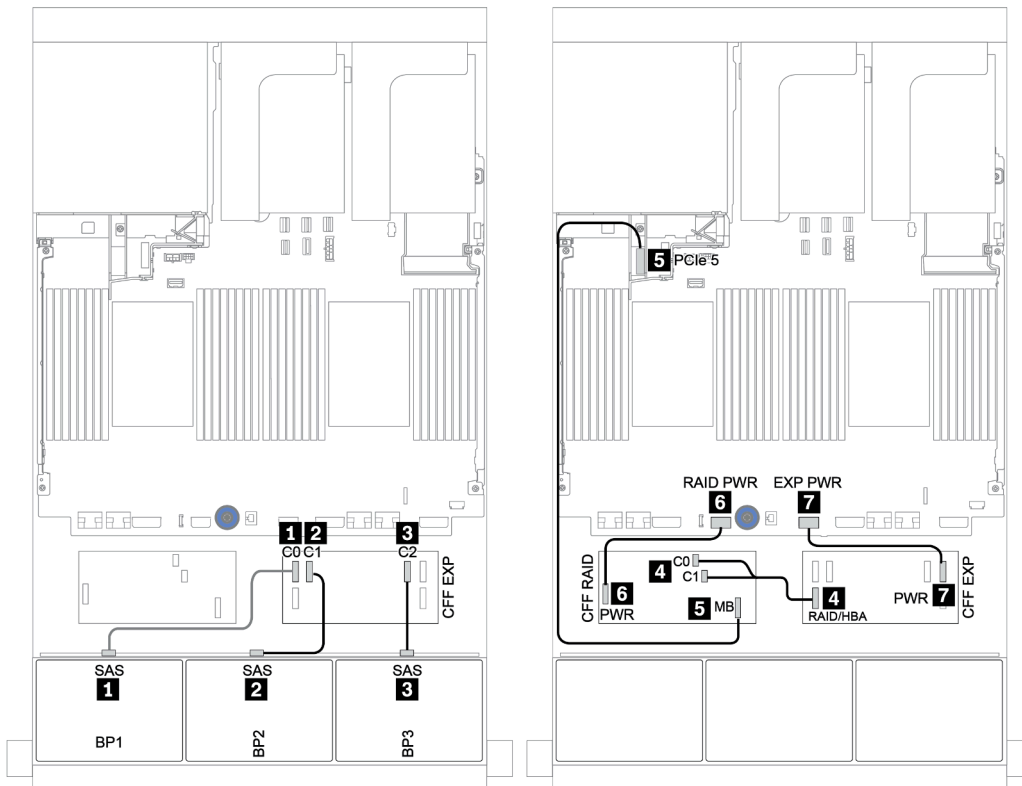 1 2 3
C0 C1 C2
CFF EXP
SAS SAS SAS
1 2 3
BP1 BP2 BP3
5 PCIe 5
RAID PWR EXP PWR
6 7
CFF RAID
4 C0
C1
6
PWR
5 MB
4
RAID/HBA
PWR 7
CFF EXP